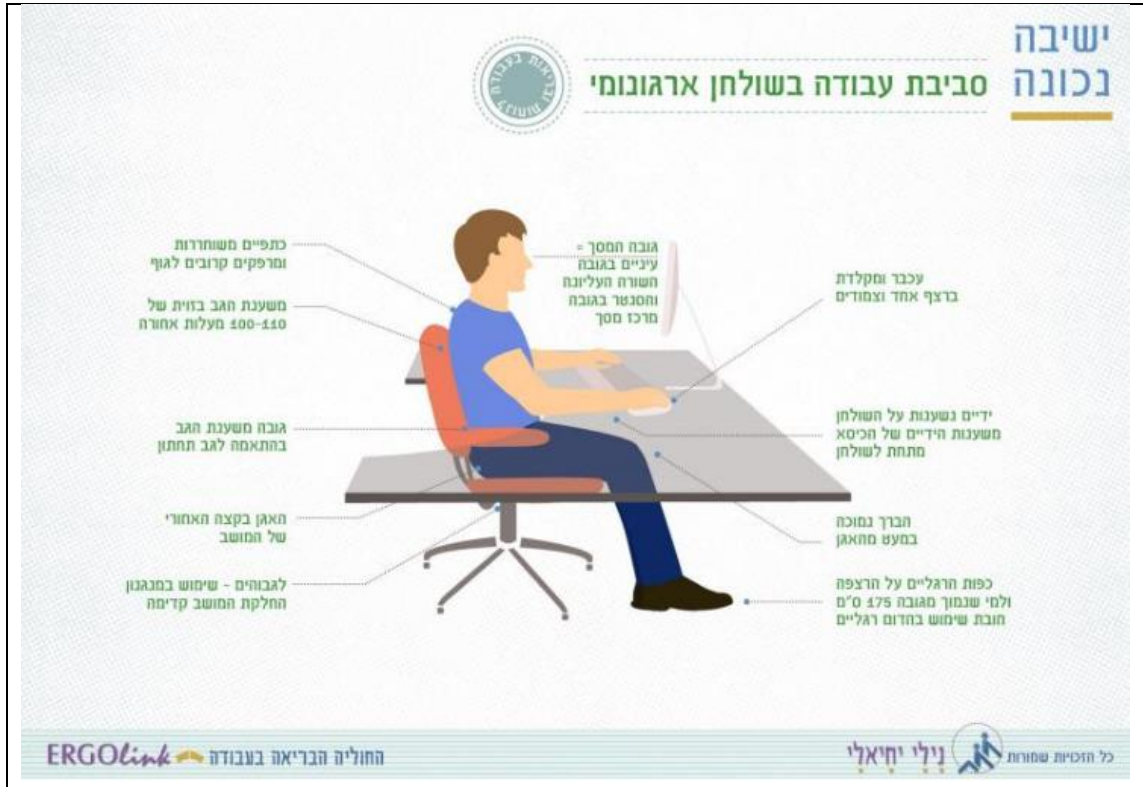 ישיבה
נכונה
סביבת עבודה בשולחן ארגונומי
נוחות ובריאות בעבודה
כתפיים משוחררות
ומרפקים קרובים לגוף
משענת הגב בזוית של
100-110 מעלות אחורה
גובה משענת הגב
בהתאמה לגב תחתון
האגן בקצה האחורי
של המושב
לגבוהים - שימוש במנגנון
החלקת המושב קדימה
גובה המסך =
עיניים בגובה
השורה העליונה
והסנטר בגובה
מרכז מסך
עכבר ומקלדת
ברצף אחד וצמודים
ידיים נשענות על השולחן
משענות הידיים של הכיסא
מתחת לשולחן
הברך נמוכה
במעט מהאגן
כפות הרגליים על הרצפה
ולמי שנמוך מגובה 175 ס"מ
חובת שימוש בהדום רגליים
כל הזכויות שמורות
נילי יחיאלי
החוליה הבריאה בעבודה
ERGOlink